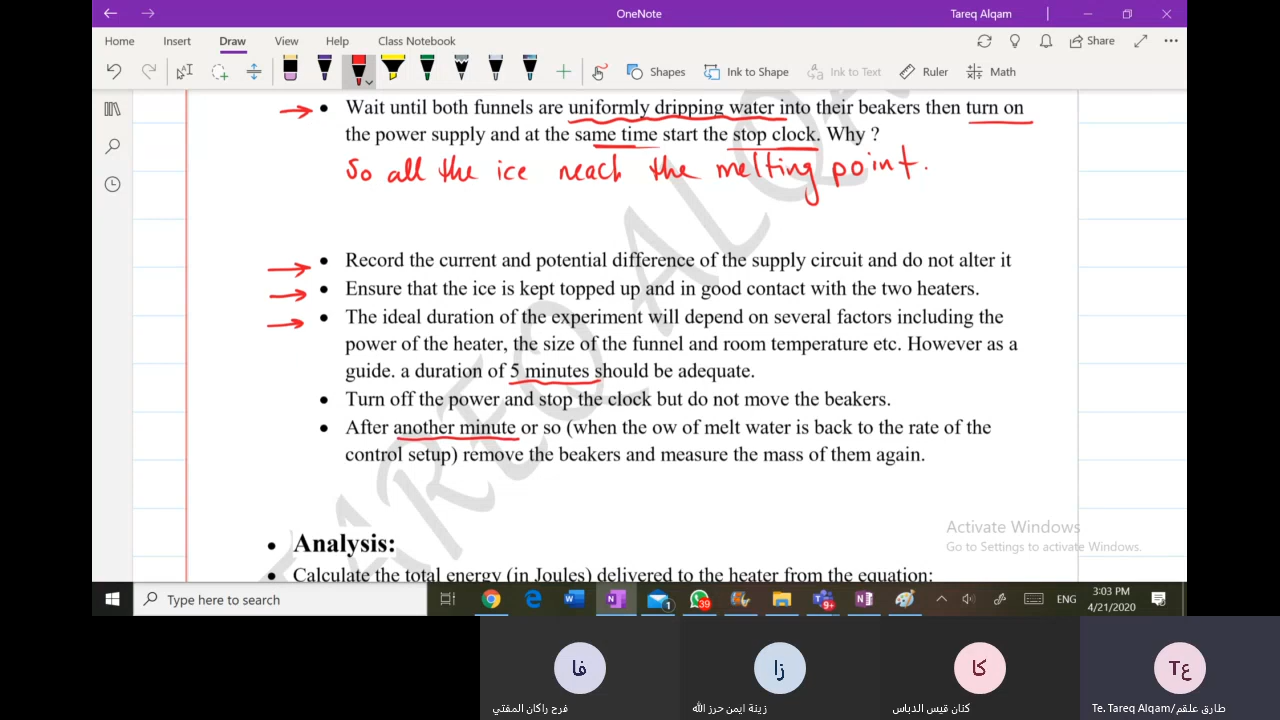 OneNote
Tareq Alqam
Home Insert Draw View Help Class Notebook
Share
Shapes Ink to Shape Ink to Text Ruler Math
Wait until both funnels are uniformly dripping water into their beakers then turn on
the power supply and at the same time start the stop clock. Why ?
So all the ice reach the melting point.
• Record the current and potential difference of the supply circuit and do not alter it
• Ensure that the ice is kept topped up and in good contact with the two heaters.
• The ideal duration of the experiment will depend on several factors including the
power of the heater, the size of the funnel and room temperature etc. However as a
guide. a duration of 5 minutes should be adequate.
• Turn off the power and stop the clock but do not move the beakers.
• After another minute or so (when the ow of melt water is back to the rate of the
control setup) remove the beakers and measure the mass of them again.
TAREQ ALQA
• Analysis:
Activate Windows
Go to Settings to activate Windows.
• Calculate the total energy (in Joules) delivered to the heater from the equation:
Type here to search
1
39
9+
ENG
3:03 PM
4/21/2020
فا
زا
كا
Tع
فرح راكان المفتي
زينة ايمن حرز الله
كنان قيس الدباس
Te. Tareq Alqam/طارق علقم